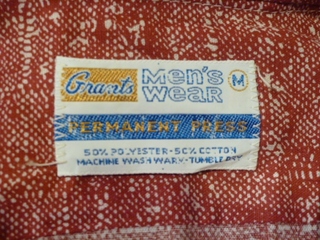 Grants Men's
Wear M
PERMANENT PRESS
50% POLYESTER-50% COTTON
MACHINE WASH WARM-TUMBLE DRY